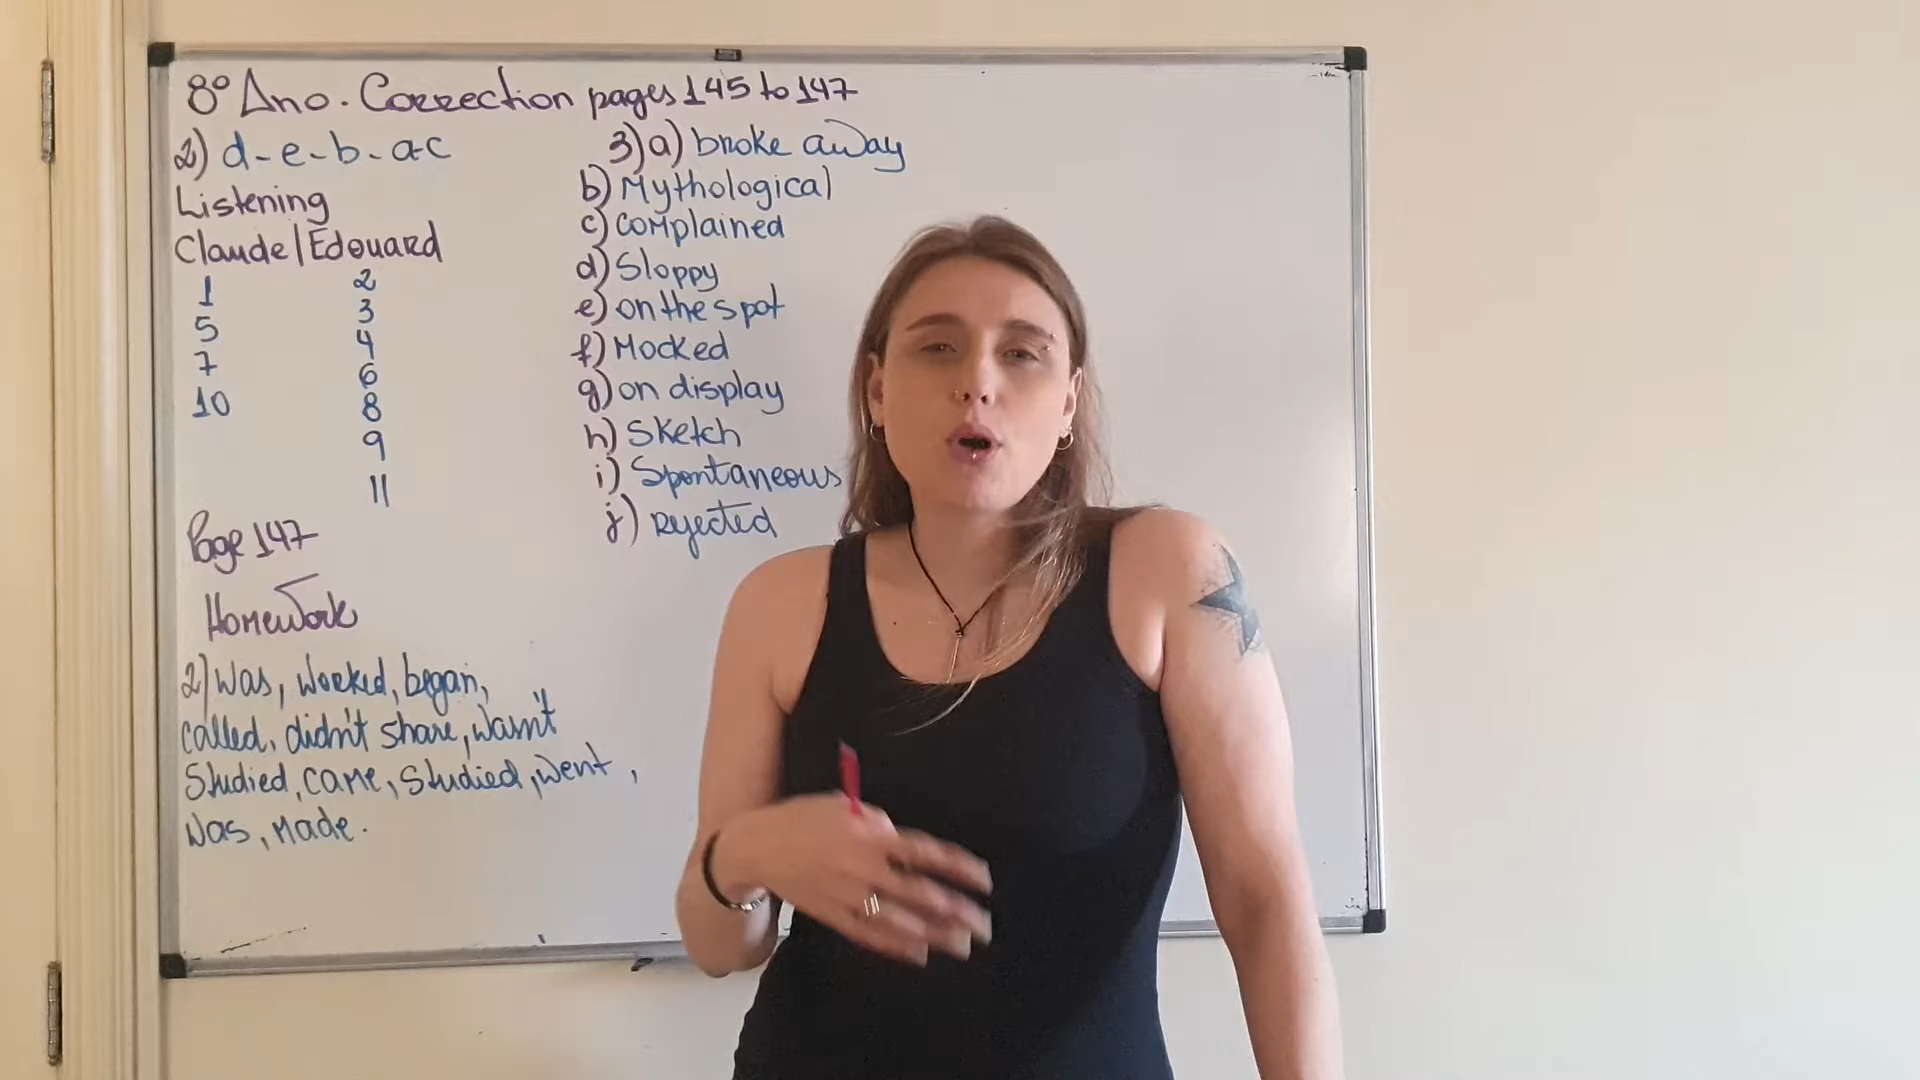 8º Ano. Correction pages 145 to 147
2) d-e-b-a-c
Listening
Claude/Edouard
1 2
5 3
7 4
10 6
8
9
11
Page 147
Homework
2) Was, worked, began,
called, didn't share, wasn't
Studied, came, studied, went,
was, made.
3) a) broke away
b) Mythological
c) complained
d) Sloppy
e) on the spot
f) Mocked
g) on display
h) Sketch
i) Spontaneous
j) rejected